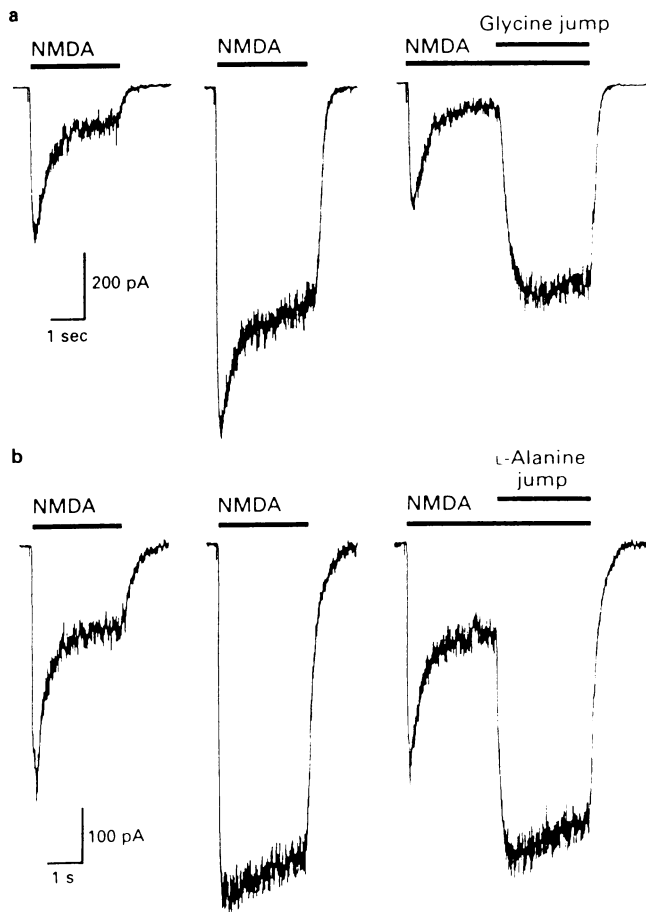 a
Glycine jump
NMDA
NMDA
NMDA
200 pA
1 sec
b
L-Alanine
jump
NMDA
NMDA
NMDA
100 pA
1 s